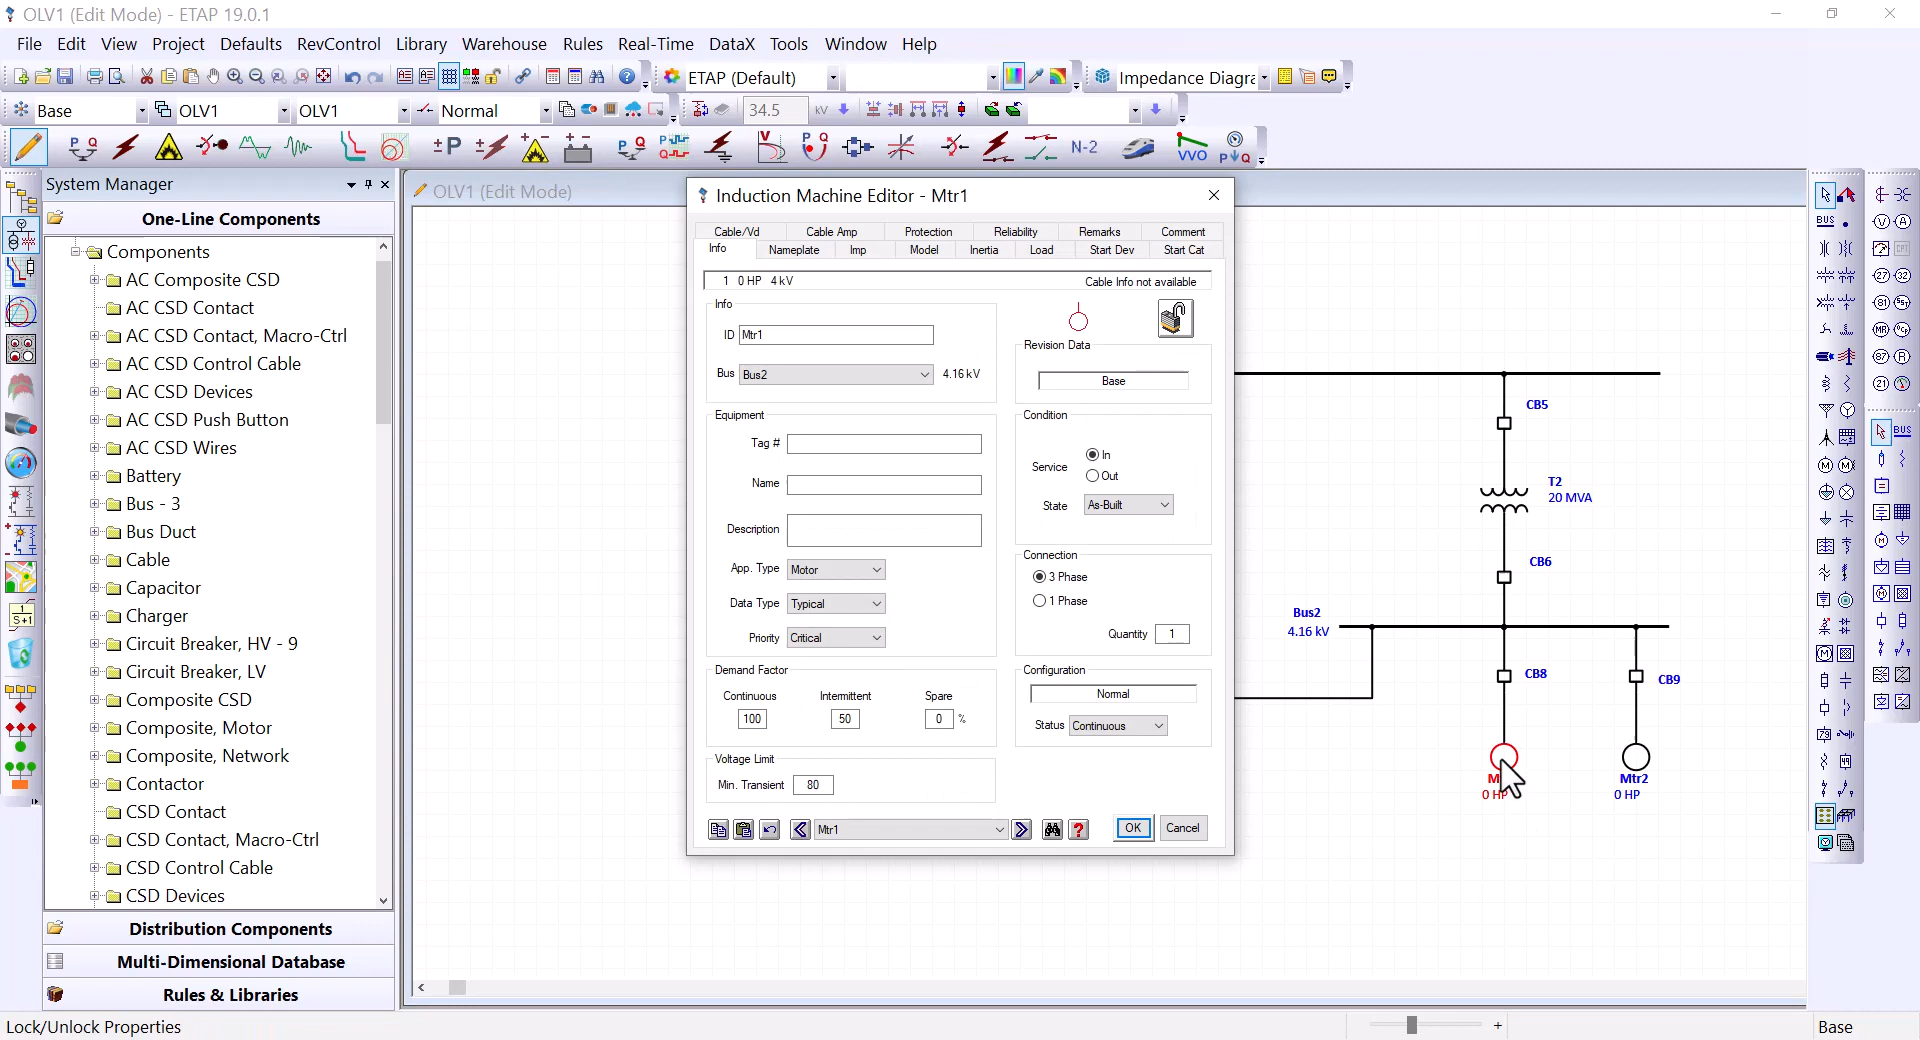 OLV1 (Edit Mode) - ETAP 19.0.1
File Edit View Project Defaults RevControl Library Warehouse Rules Real-Time DataX Tools Window Help
ETAP (Default)
Impedance Diagra
Base
OLV1
OLV1
Normal
34.5
kV
N-2
VVO
System Manager
One-Line Components
Components
AC Composite CSD
AC CSD Contact
AC CSD Contact, Macro-Ctrl
AC CSD Control Cable
AC CSD Devices
AC CSD Push Button
AC CSD Wires
Battery
Bus - 3
Bus Duct
Cable
Capacitor
Charger
Circuit Breaker, HV - 9
Circuit Breaker, LV
Composite CSD
Composite, Motor
Composite, Network
Contactor
CSD Contact
CSD Contact, Macro-Ctrl
CSD Control Cable
CSD Devices
Distribution Components
Multi-Dimensional Database
Rules & Libraries
OLV1 (Edit Mode)
Induction Machine Editor - Mtr1
Cable/Vd Cable Amp Protection Reliability Remarks Comment
Info Nameplate Imp Model Inertia Load Start Dev Start Cat
1 0 HP 4 kV
Cable Info not available
Info
ID Mtr1
Bus Bus2 4.16 kV
Revision Data
Base
Equipment
Tag #
Name
Description
App. Type Motor
Data Type Typical
Priority Critical
Condition
Service
In
Out
State As-Built
Connection
3 Phase
1 Phase
Quantity 1
Demand Factor
Continuous Intermittent Spare
100 50 0 %
Configuration
Normal
Status Continuous
Voltage Limit
Min. Transient 80
Mtr1
OK
Cancel
CB5
T2
20 MVA
CB6
Bus2
4.16 kV
CB8
CB9
M
0 HP
Mtr2
0 HP
BUS
BUS
Lock/Unlock Properties
Base